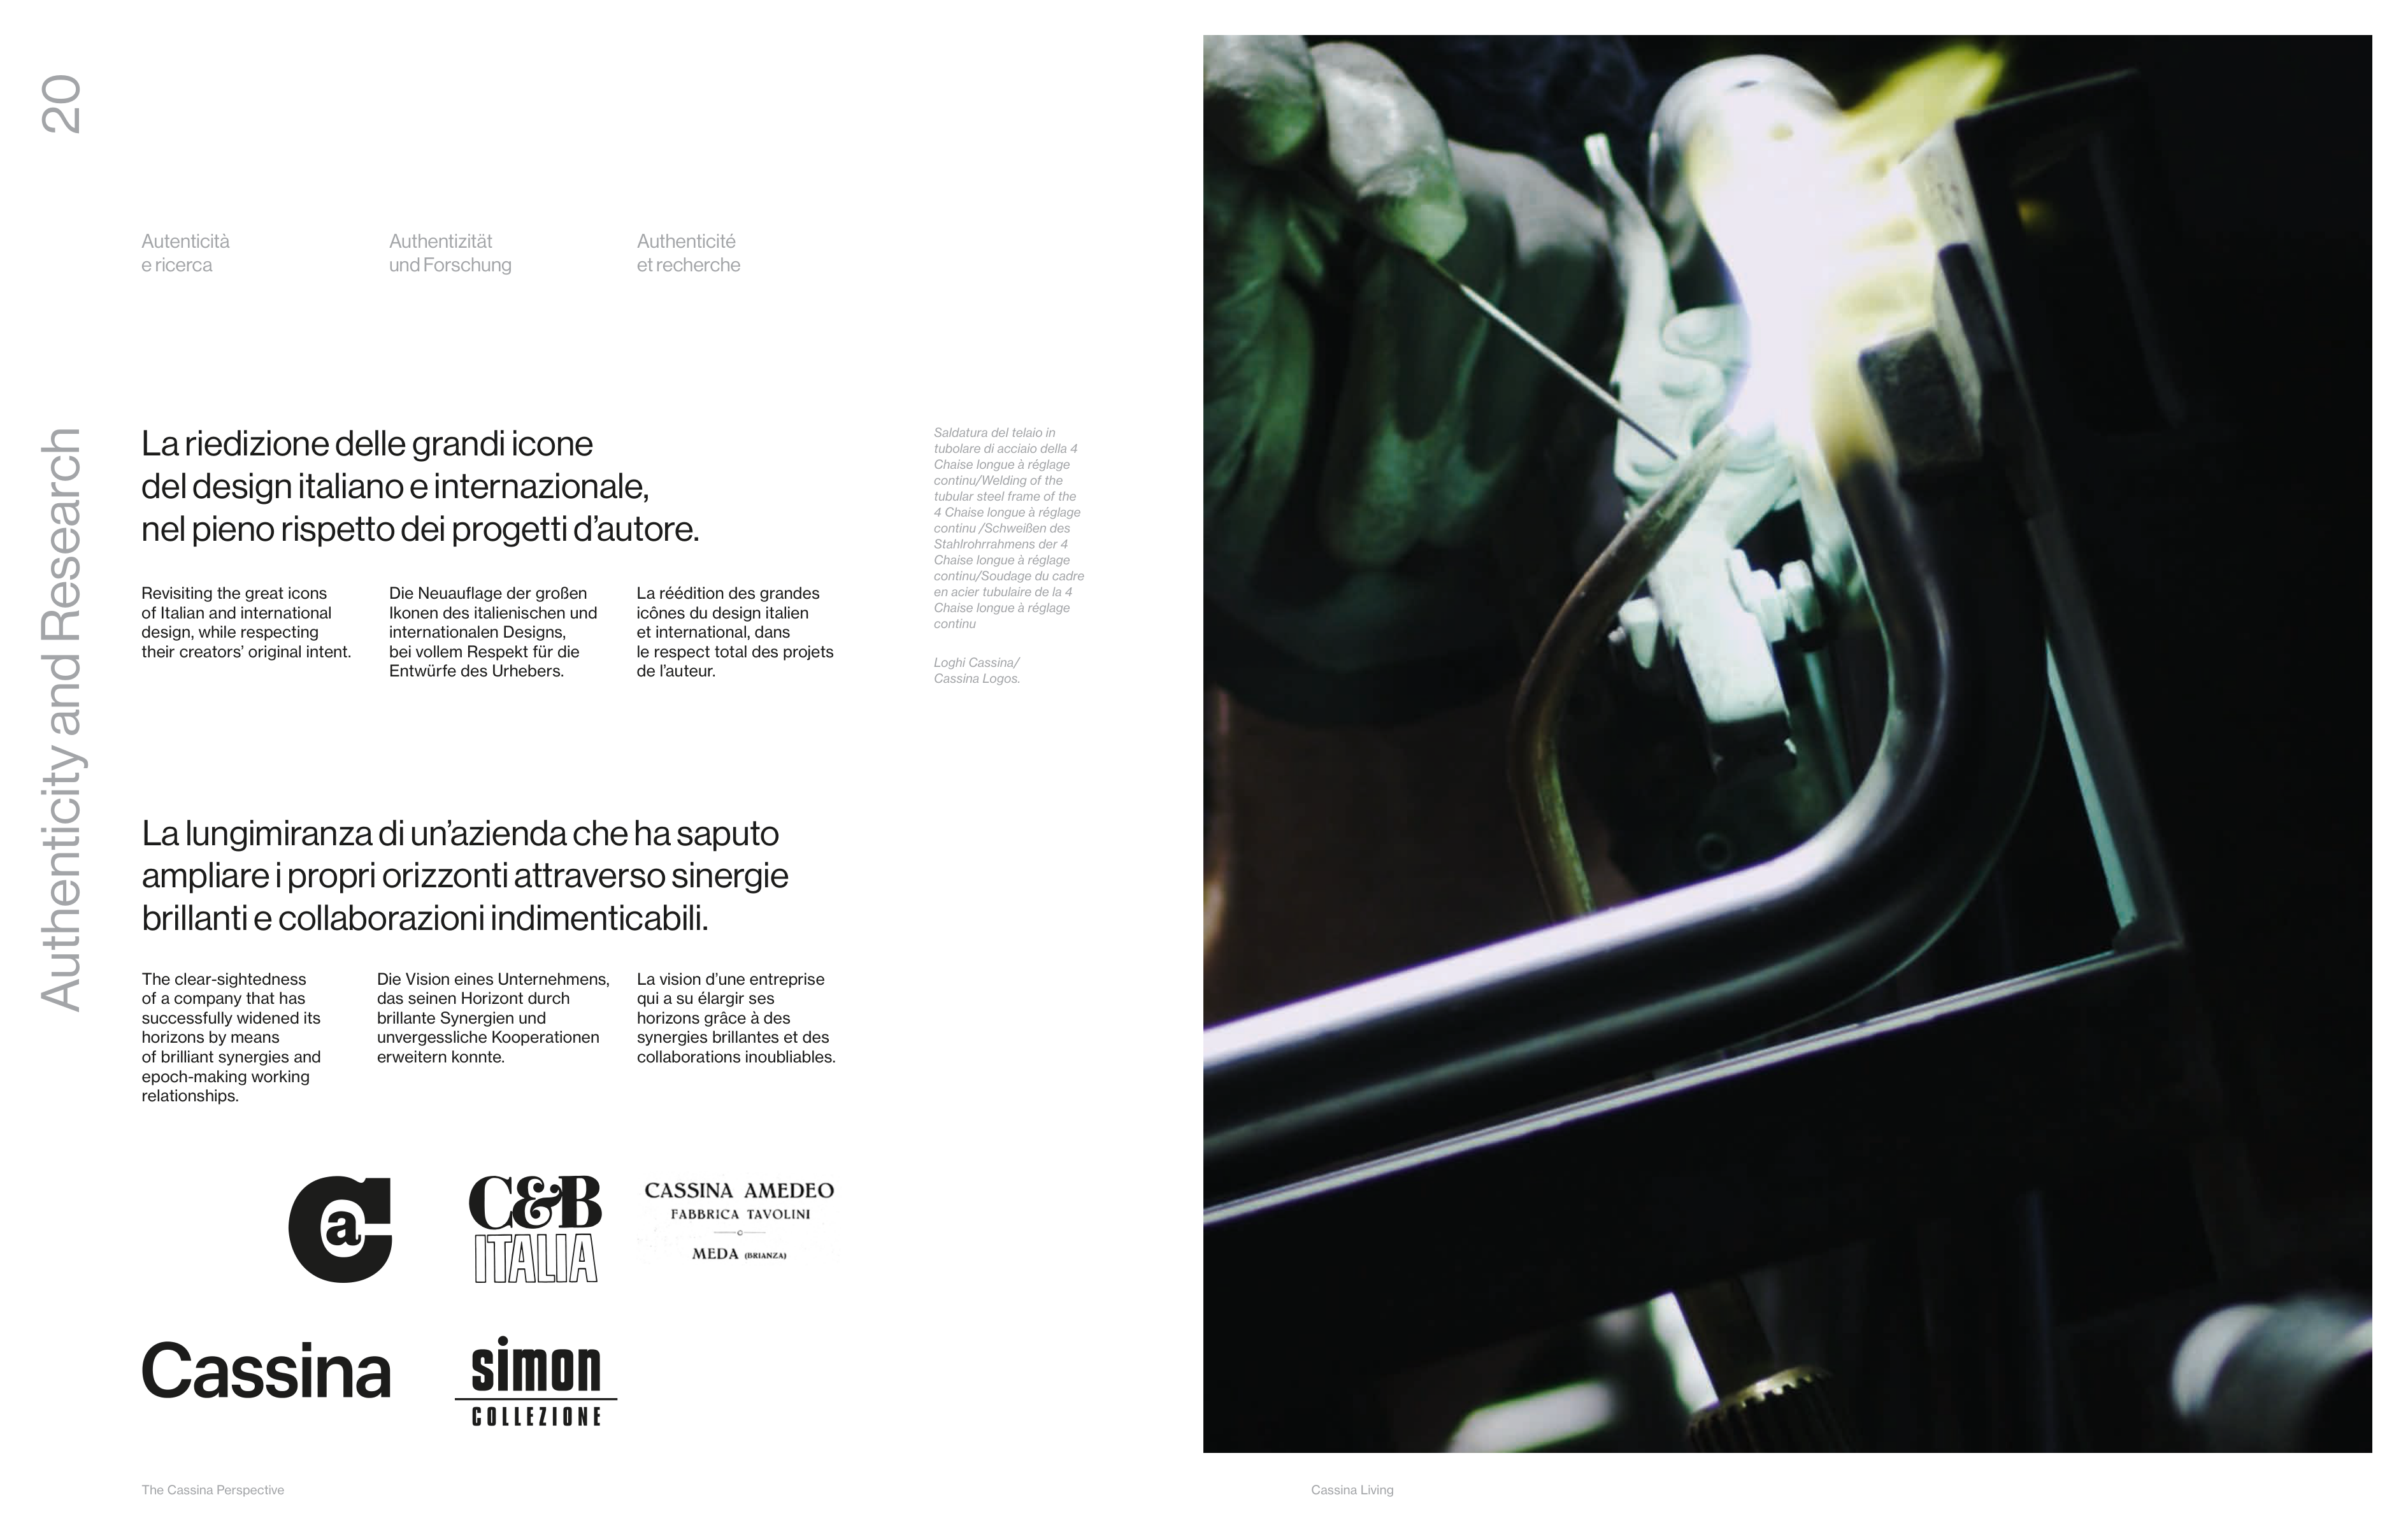 20
Authenticity and Research
Autenticità
e ricerca
Authentizität
und Forschung
Authenticité
et recherche
La riedizione delle grandi icone
del design italiano e internazionale,
nel pieno rispetto dei progetti d’autore.
Revisiting the great icons
of Italian and international
design, while respecting
their creators’ original intent.
Die Neuauflage der großen
Ikonen des italienischen und
internationalen Designs,
bei vollem Respekt für die
Entwürfe des Urhebers.
La réédition des grandes
icônes du design italien
et international, dans
le respect total des projets
de l’auteur.
Saldatura del telaio in
tubolare di acciaio della 4
Chaise longue à réglage
continu/Welding of the
tubular steel frame of the
4 Chaise longue à réglage
continu /Schweißen des
Stahlrohrrahmens der 4
Chaise longue à réglage
continu/Soudage du cadre
en acier tubulaire de la 4
Chaise longue à réglage
continu
Loghi Cassina/
Cassina Logos.
La lungimiranza di un’azienda che ha saputo
ampliare i propri orizzonti attraverso sinergie
brillanti e collaborazioni indimenticabili.
The clear-sightedness
of a company that has
successfully widened its
horizons by means
of brilliant synergies and
epoch-making working
relationships.
Die Vision eines Unternehmens,
das seinen Horizont durch
brillante Synergien und
unvergessliche Kooperationen
erweitern konnte.
La vision d’une entreprise
qui a su élargir ses
horizons grâce à des
synergies brillantes et des
collaborations inoubliables.
Ca
C&B
ITALIA
CASSINA AMEDEO
FABBRICA TAVOLINI
MEDA (BRIANZA)
Cassina
simon
COLLEZIONE
The Cassina Perspective
Cassina Living